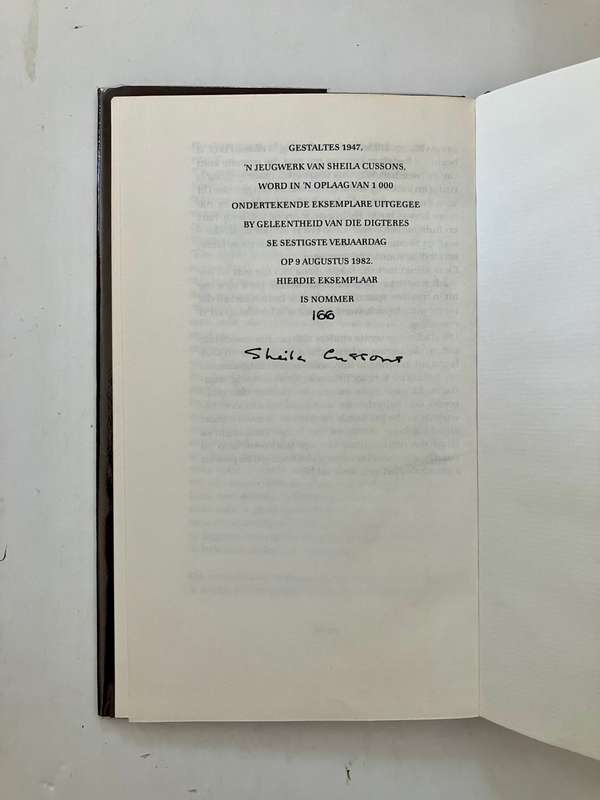 GESTALTES 1947,
'N JEUGWERK VAN SHEILA CUSSONS,
WORD IN 'N OPLAAG VAN 1 000
ONDERTEKENDE EKSEMPLARE UITGEGEE
BY GELEENTHEID VAN DIE DIGTERES
SE SESTIGSTE VERJAARDAG
OP 9 AUGUSTUS 1982.
HIERDIE EKSEMPLAAR
IS NOMMER
166
Sheila Cussons